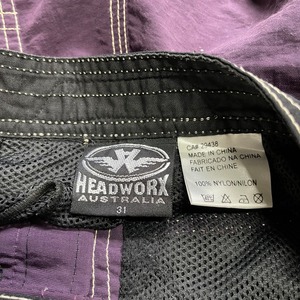 HEADWORX
AUSTRALIA
31
CA# 29438
MADE IN CHINA
FABRICADO NA CHINA
FAIT EN CHINE
100% NYLON/NILON